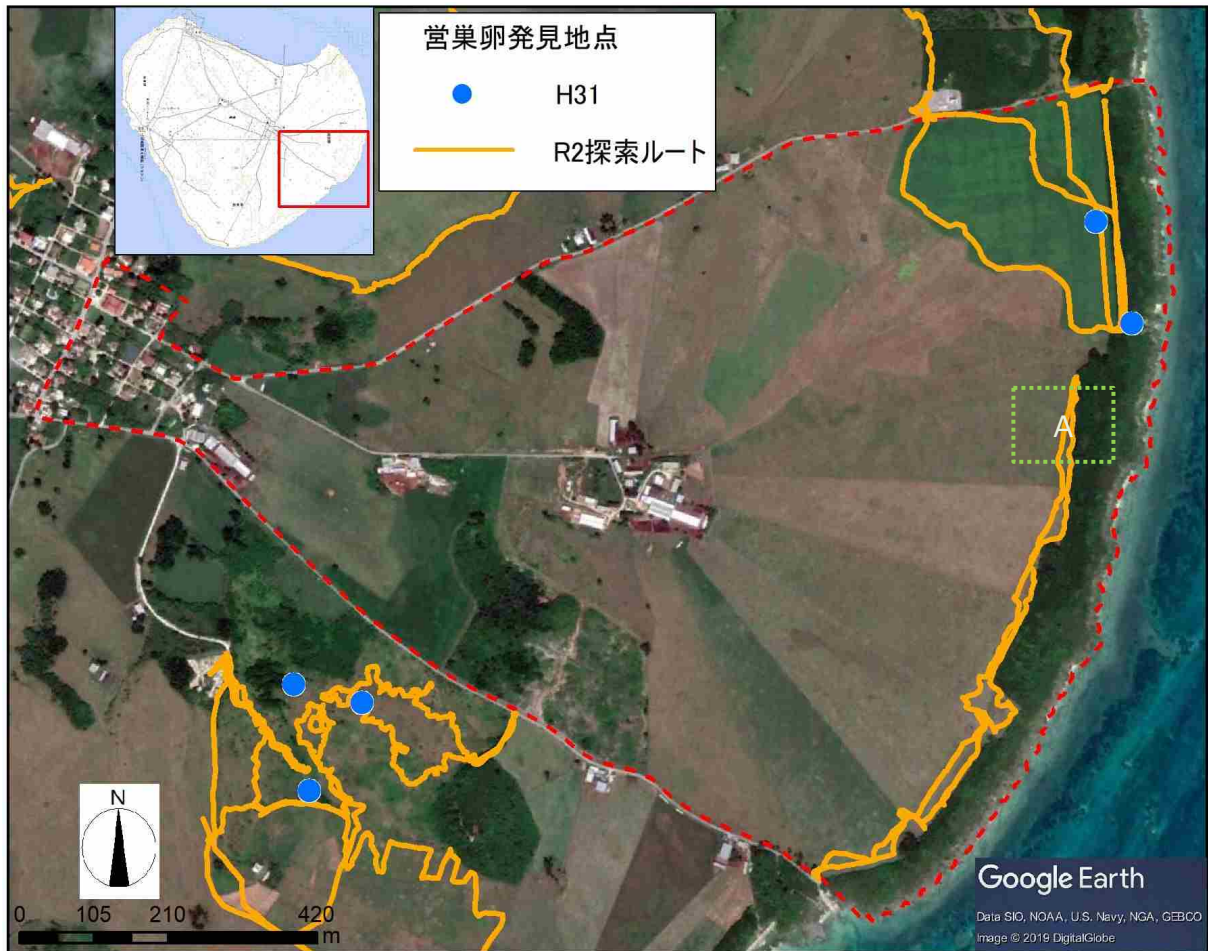 営巣卵発見地点
H31
R2探索ルート
A
N
0 105 210 420
m
Google Earth
Data SIO, NOAA, U.S. Navy, NGA, GEBCO
Image © 2019 DigitalGlobe